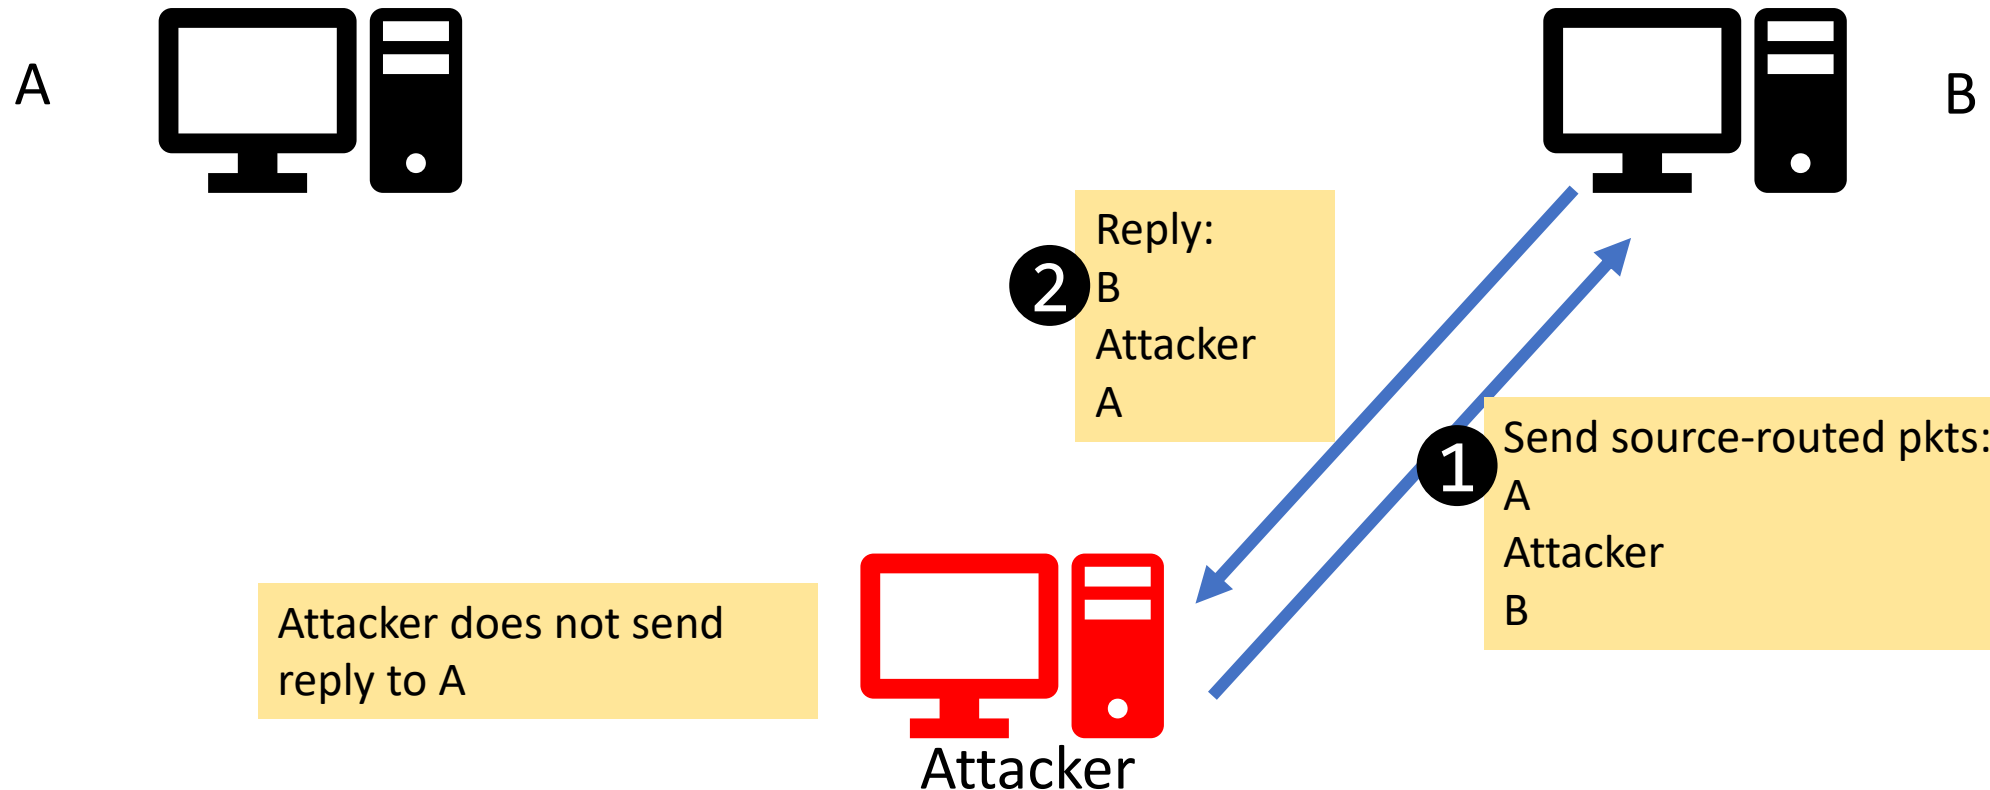 A
B
2
Reply:
B
Attacker
A
1
Send source-routed pkts:
A
Attacker
B
Attacker does not send
reply to A
Attacker